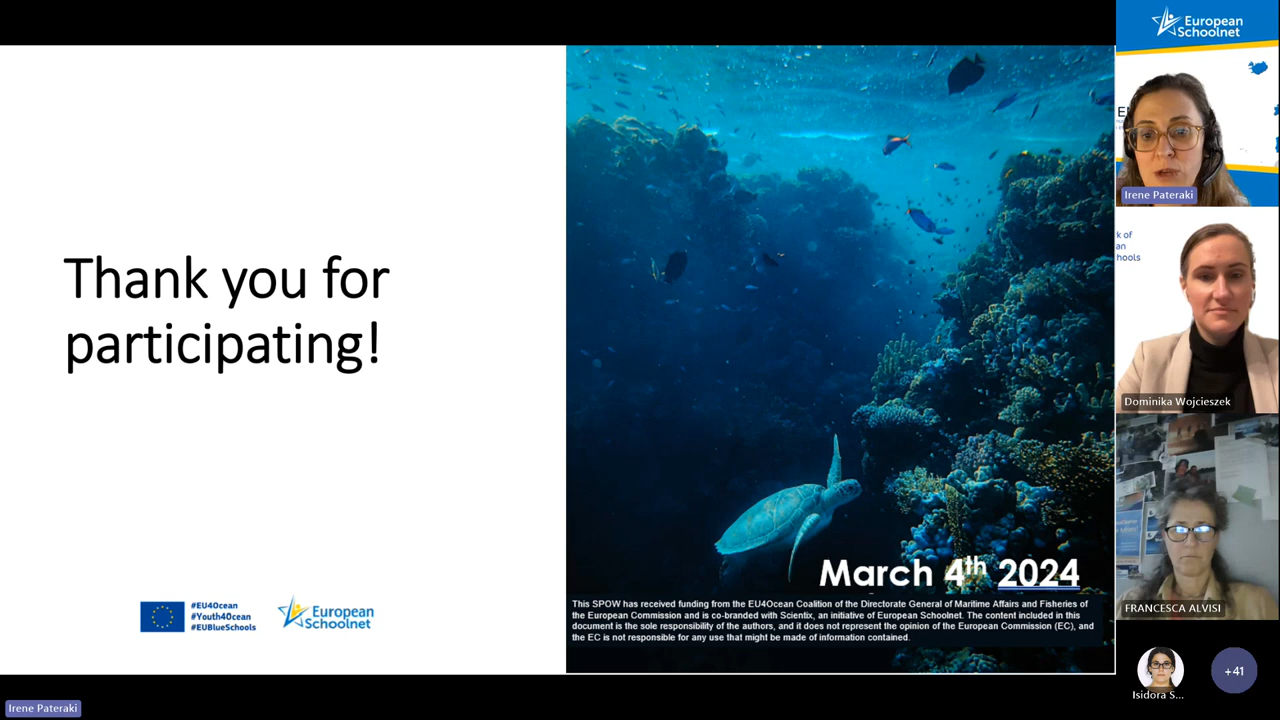 Thank you for
participating!
#EU4Ocean
#Youth4Ocean
#EUBlueSchools
European
Schoolnet
March 4th 2024
This SPOW has received funding from the EU4Ocean Coalition of the Directorate General of Maritime Affairs and Fisheries of
the European Commission and is co-branded with Scientix, an initiative of European Schoolnet. The content included in this
document is the sole responsibility of the authors, and it does not represent the opinion of the European Commission (EC), and
the EC is not responsible for any use that might be made of information contained.
Irene Pateraki
European
Schoolnet
Irene Pateraki
k of
an
hools
Dominika Wojcieszek
FRANCESCA ALVISI
Isidora S...
+41